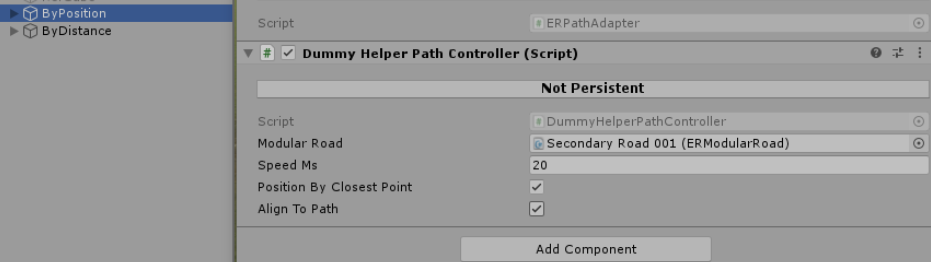 ByPosition
ByDistance
Script
ERPathAdapter
Dummy Helper Path Controller (Script)
Not Persistent
Script
DummyHelperPathController
Modular Road
Secondary Road 001 (ERModularRoad)
Speed Ms
20
Position By Closest Point
Align To Path
Add Component